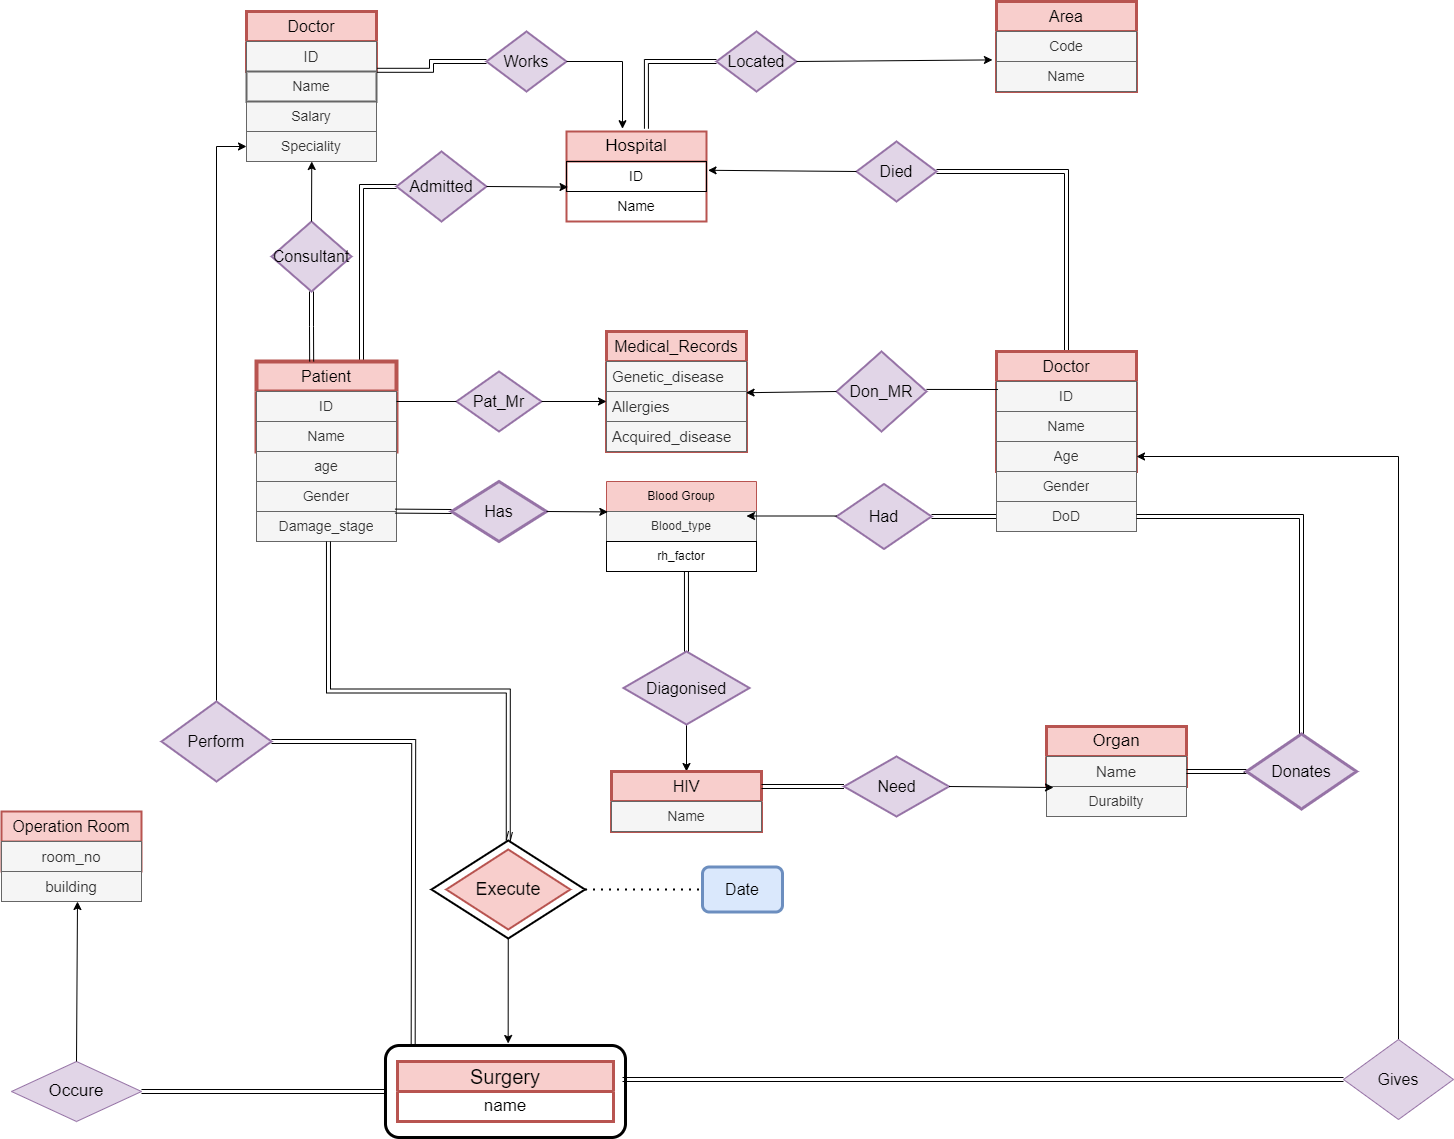 Doctor
ID
Name
Salary
Speciality
Works
Located
Area
Code
Name
Hospital
ID
Name
Admitted
Died
Consultant
Patient
ID
Name
age
Gender
Damage_stage
Pat_Mr
Medical_Records
Genetic_disease
Allergies
Acquired_disease
Don_MR
Doctor
ID
Name
Age
Gender
DoD
Has
Blood Group
Blood_type
rh_factor
Had
Diagonised
Perform
HIV
Name
Need
Organ
Name
Durabilty
Donates
Operation Room
room_no
building
Execute
Date
Occure
Surgery
name
Gives